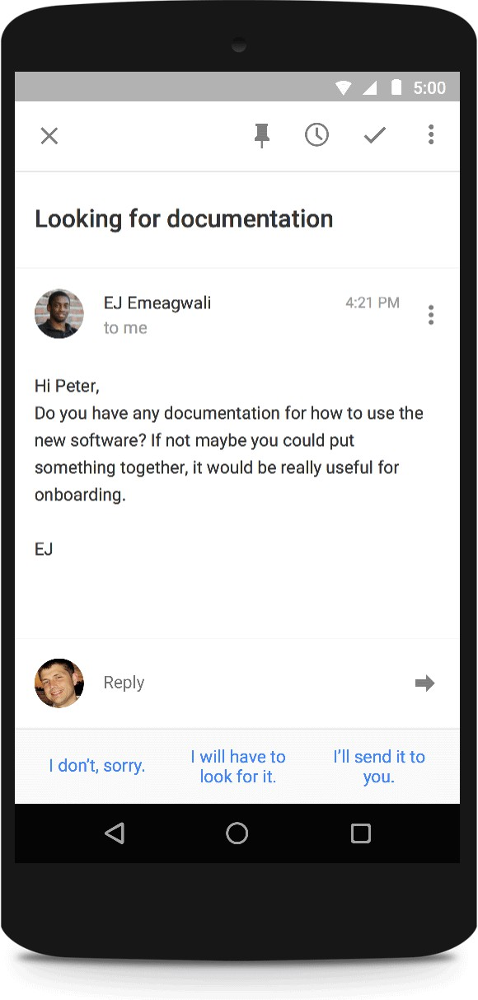 5:00
Looking for documentation
EJ Emeagwali
4:21 PM
to me
Hi Peter,
Do you have any documentation for how to use the
new software? If not maybe you could put
something together, it would be really useful for
onboarding.
EJ
Reply
I don't, sorry.
I will have to
look for it.
I'll send it to
you.